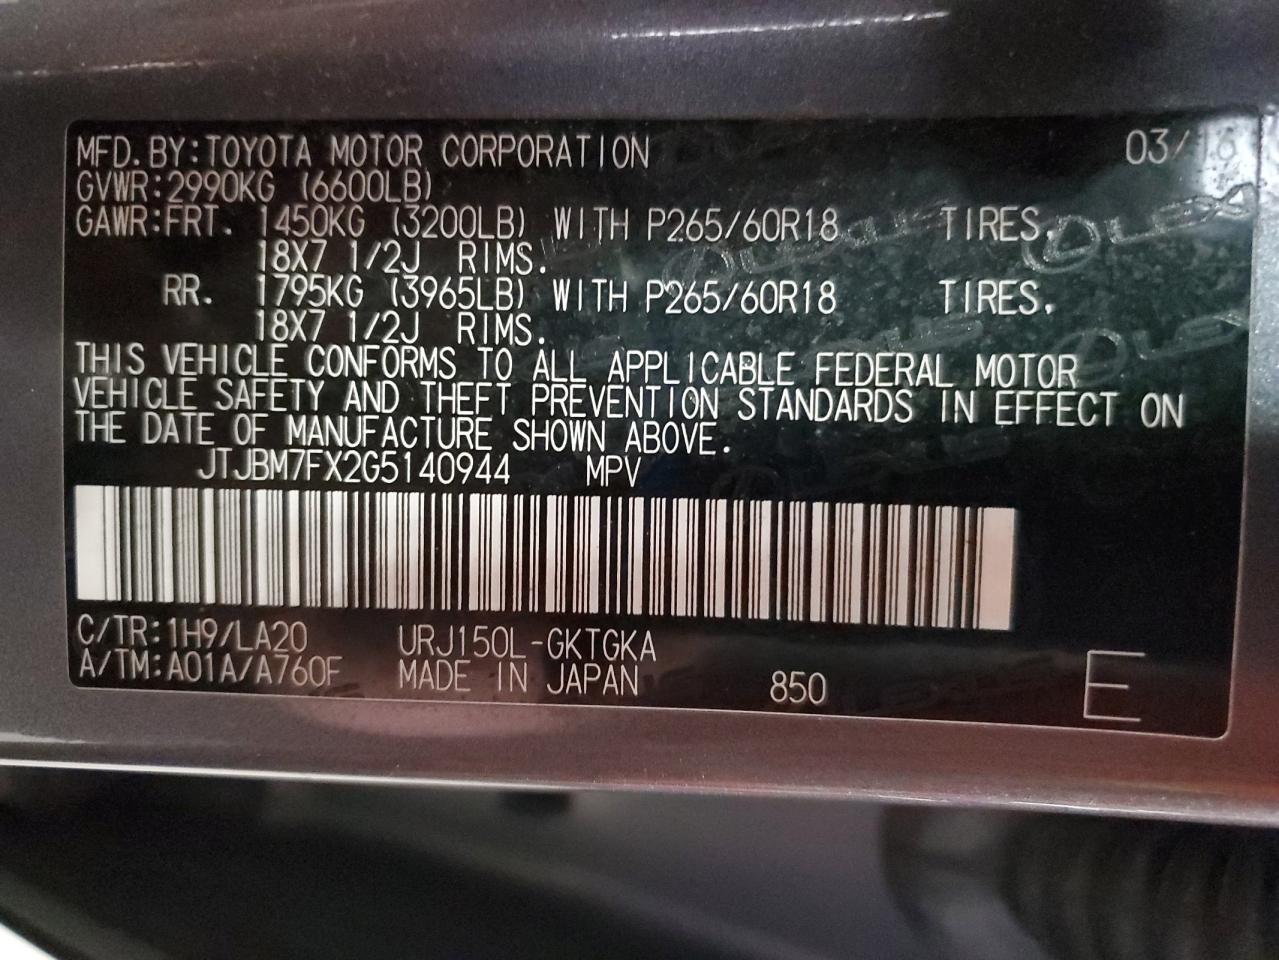 MFD.BY:TOYOTA MOTOR CORPORATION 03/16
GVWR:2990KG (6600LB)
GAWR:FRT. 1450KG (3200LB) WITH P265/60R18 TIRES.
18X7 1/2J RIMS.
RR. 1795KG (3965LB) WITH P265/60R18 TIRES.
18X7 1/2J RIMS.
THIS VEHICLE CONFORMS TO ALL APPLICABLE FEDERAL MOTOR
VEHICLE SAFETY AND THEFT PREVENTION STANDARDS IN EFFECT ON
THE DATE OF MANUFACTURE SHOWN ABOVE.
JTJBM7FX2G5140944 MPV
C/TR:1H9/LA20 URJ150L-GKTGKA
A/TM:A01A/A760F MADE IN JAPAN 850 E